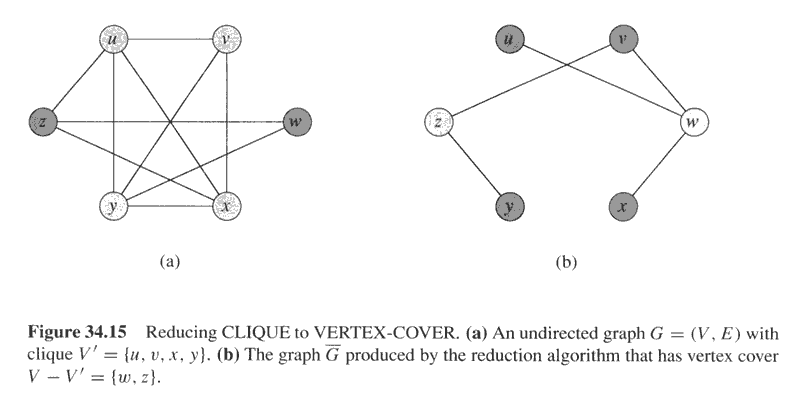 u v
z w
y x
(a)
u v
z w
y x
(b)
Figure 34.15 Reducing CLIQUE to VERTEX-COVER. (a) An undirected graph G = (V, E) with
clique V′ = {u, v, x, y}. (b) The graph G̅ produced by the reduction algorithm that has vertex cover
V − V′ = {w, z}.